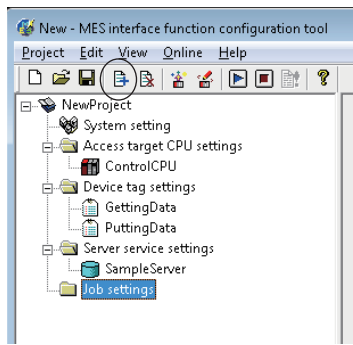 New - MES interface function configuration tool
Project Edit View Online Help
NewProject
System setting
Access target CPU settings
ControlCPU
Device tag settings
GettingData
PuttingData
Server service settings
SampleServer
Job settings